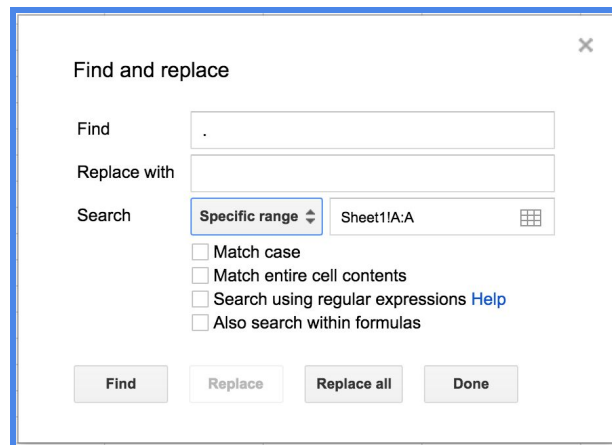 ×
Find and replace
Find .
Replace with
Search Specific range Sheet1!A:A
Match case
Match entire cell contents
Search using regular expressions Help
Also search within formulas
Find Replace Replace all Done